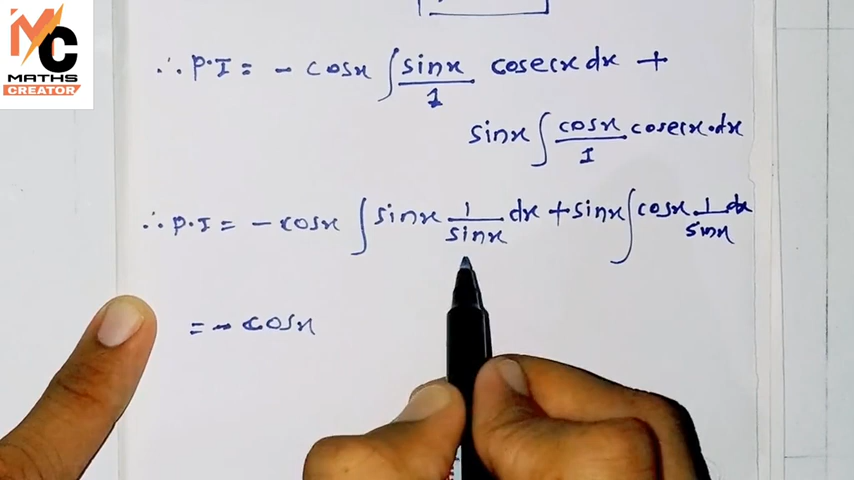 MC
MATHS
CREATOR
∴ P.I = - cosx ∫ sinx/1 cosecx dx +
sinx ∫ cosx/1 cosecx.dx
∴ P.I = - cosx ∫ sinx 1/sinx dx + sinx ∫ cosx 1/sinx dx
= - cosx